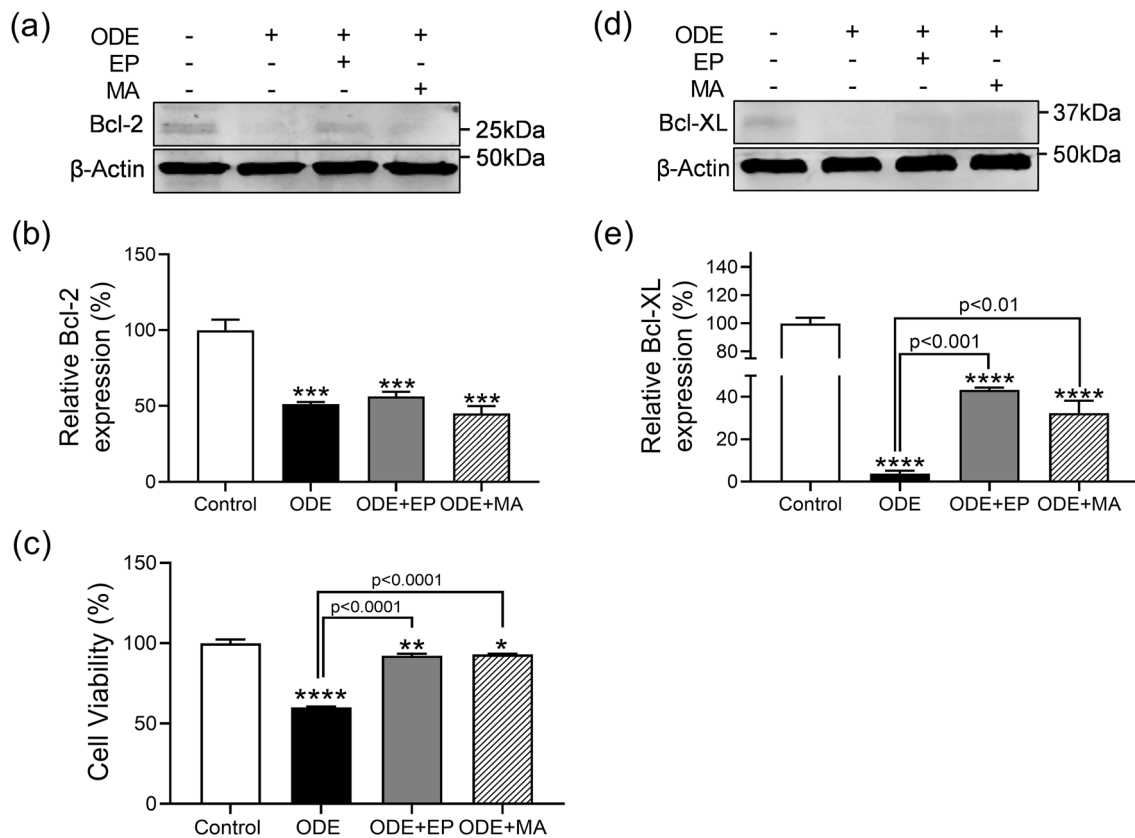 (a)
ODE - + + +
EP - - + -
MA - - - +
Bcl-2
25kDa
50kDa
β-Actin
(d)
ODE - + + +
EP - - + -
MA - - - +
Bcl-XL
37kDa
50kDa
β-Actin
(b)
Relative Bcl-2
expression (%)
150
100
50
0
***
***
***
Control ODE ODE+EP ODE+MA
(e)
Relative Bcl-XL
expression (%)
140
120
100
80
60
40
20
0
p<0.01
p<0.001
****
****
****
Control ODE ODE+EP ODE+MA
(c)
Cell Viability (%)
150
100
50
0
p<0.0001
p<0.0001
****
**
*
Control ODE ODE+EP ODE+MA